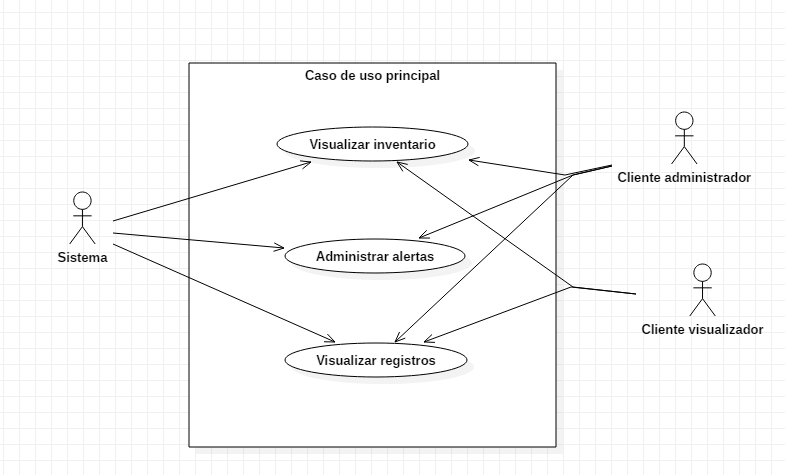 Caso de uso principal
Visualizar inventario
Cliente administrador
Sistema
Administrar alertas
Cliente visualizador
Visualizar registros